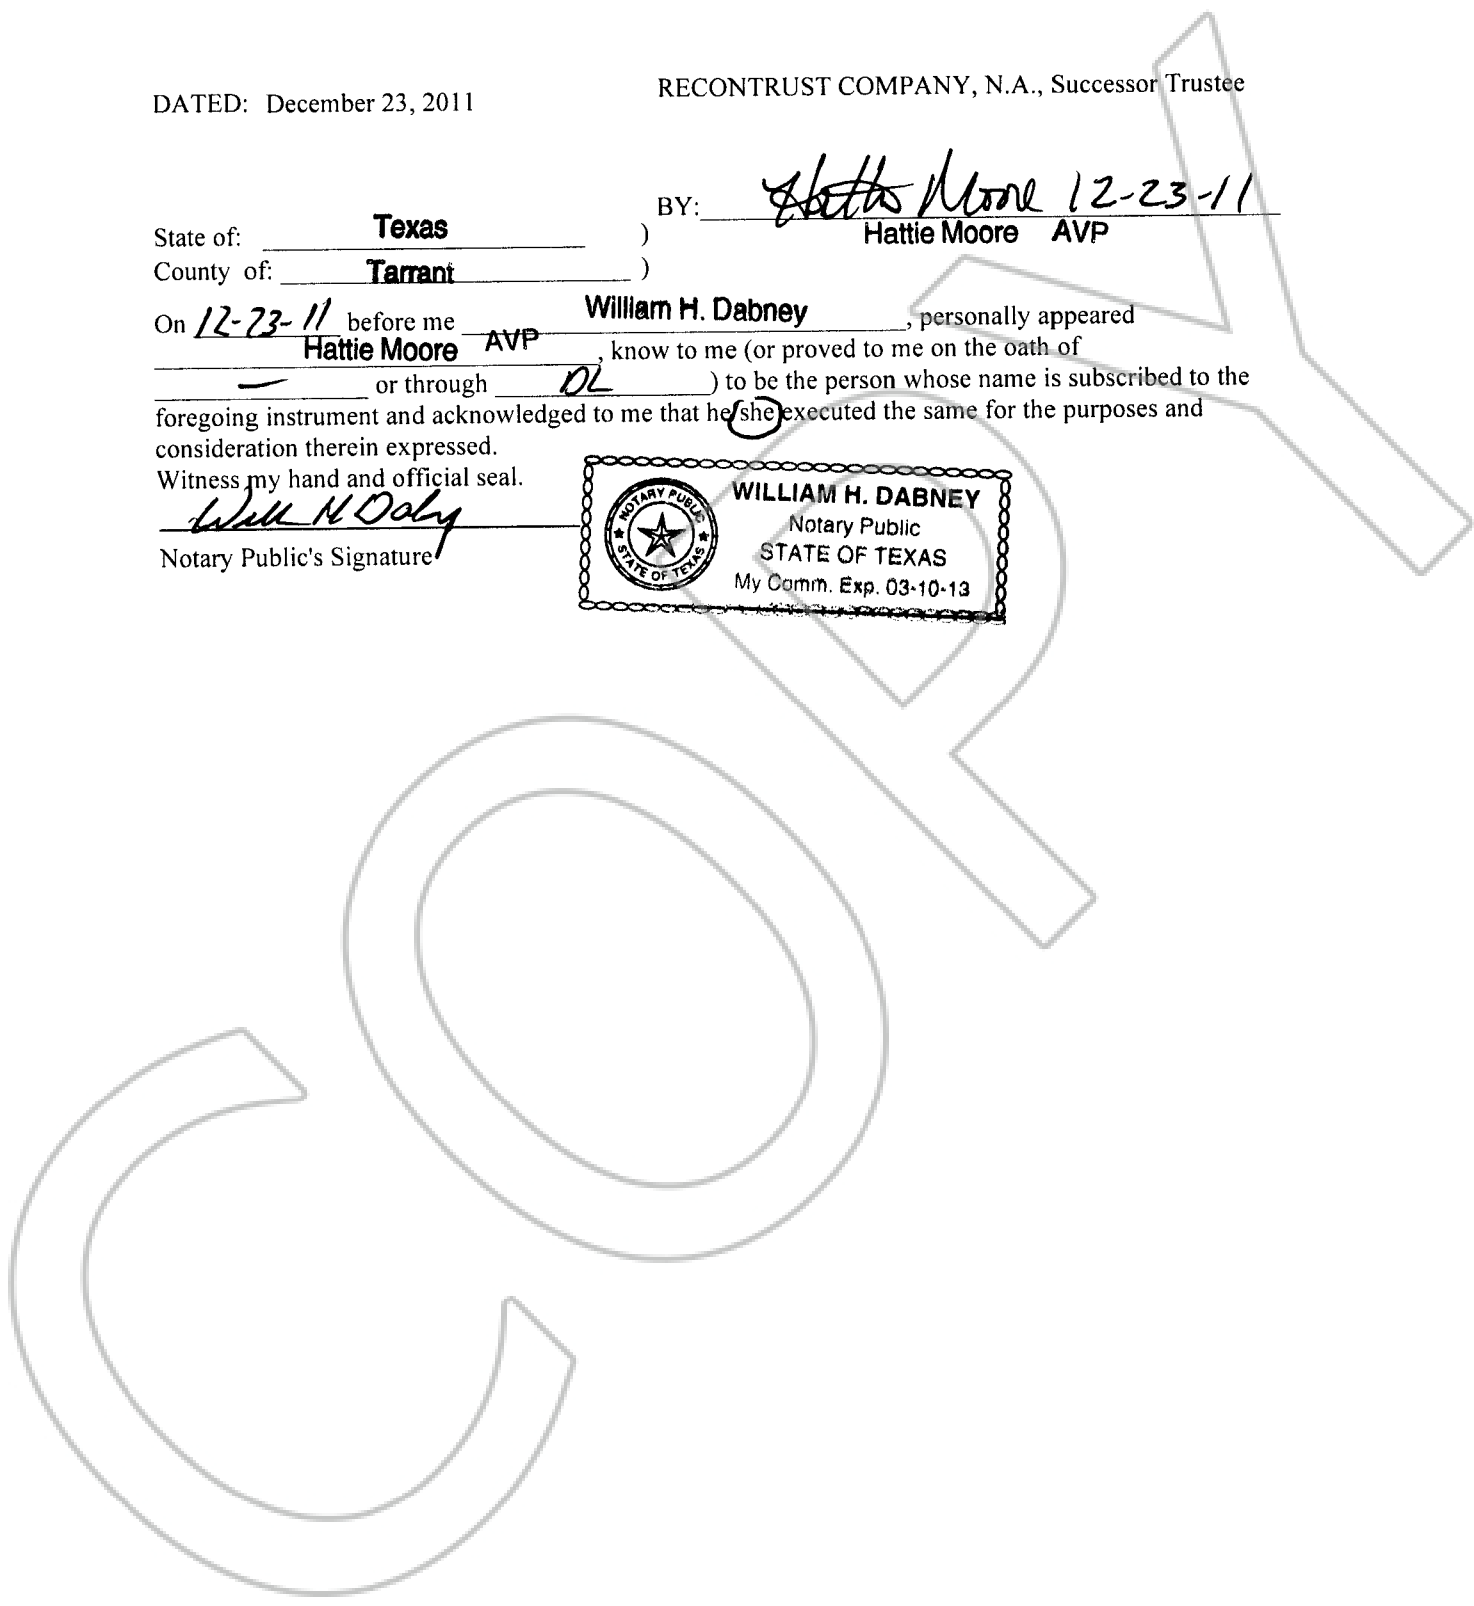 DATED: December 23, 2011
RECONTRUST COMPANY, N.A., Successor Trustee
BY: Hattie Moore 12-23-11
Hattie Moore AVP
State of: Texas )
County of: Tarrant )
On 12-23-11 before me William H. Dabney, personally appeared
Hattie Moore AVP, know to me (or proved to me on the oath of
— or through DL) to be the person whose name is subscribed to the
foregoing instrument and acknowledged to me that he/she executed the same for the purposes and
consideration therein expressed.
Witness my hand and official seal.
Will H Dabney
Notary Public's Signature
NOTARY PUBLIC
STATE OF TEXAS
WILLIAM H. DABNEY
Notary Public
STATE OF TEXAS
My Comm. Exp. 03-10-13
COPY